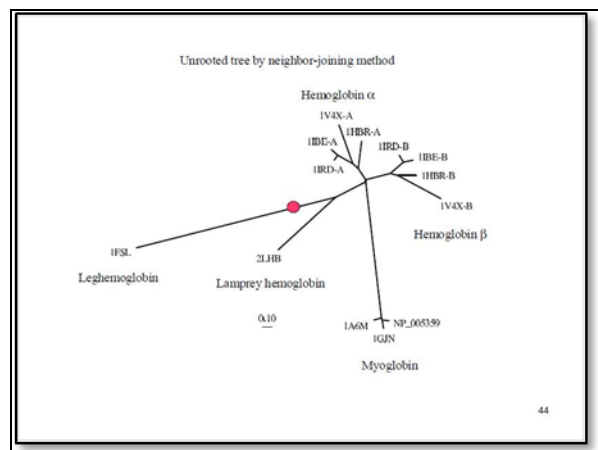 Unrooted tree by neighbor-joining method
Hemoglobin α
1V4X-A
1HBR-A
1IBE-A
1IRD-B
1IBE-B
1IRD-A
1HBR-B
1V4X-B
Hemoglobin β
1FSL
2LHB
Leghemoglobin
Lamprey hemoglobin
0.10
1A6M
NP_005359
1GJN
Myoglobin
44